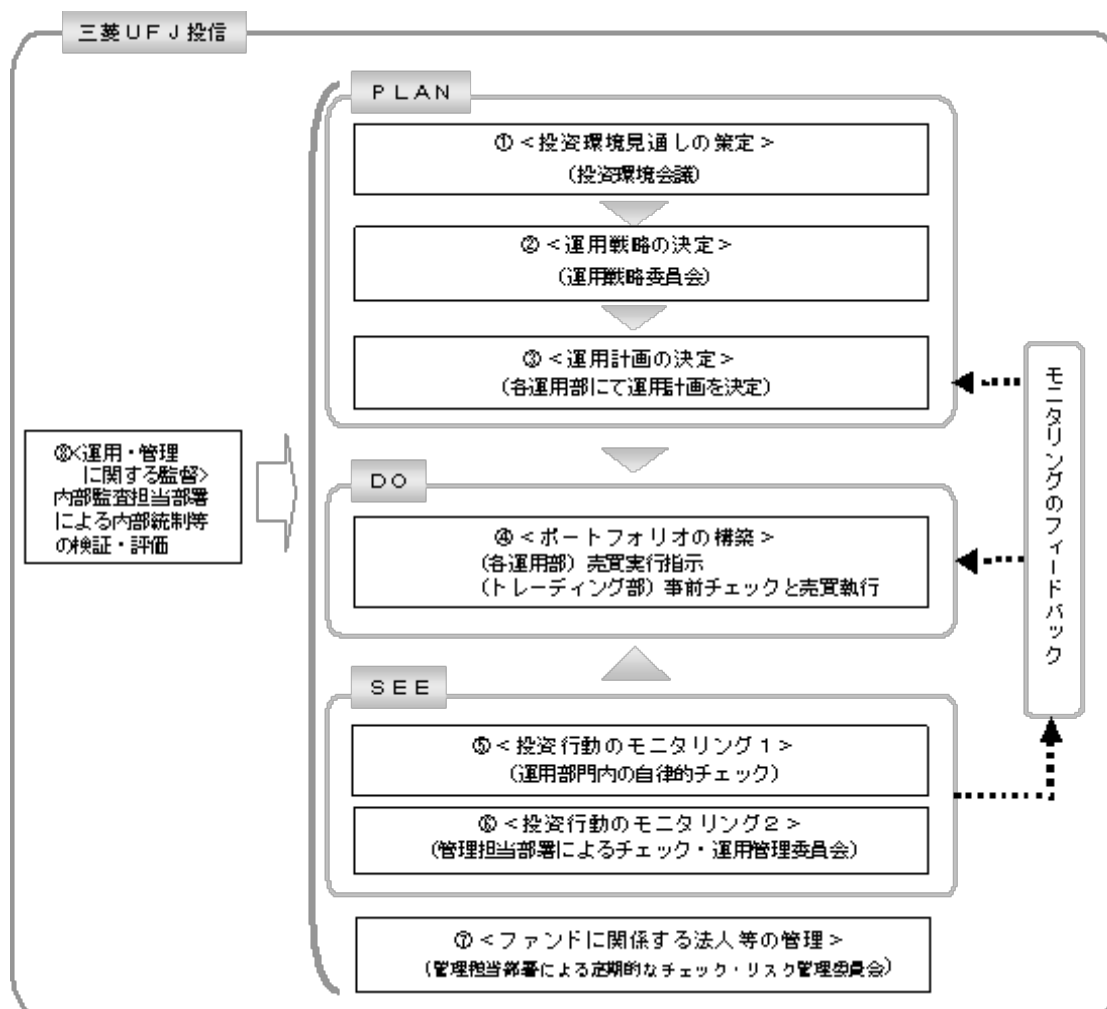 三菱UFJ投信
PLAN
①<投資環境見通しの策定>
(投資環境会議)
②<運用戦略の決定>
(運用戦略委員会)
③<運用計画の決定>
(各運用部にて運用計画を決定)
⑧<運用・管理
に関する監督>
内部監査担当部署
による内部統制等
の検証・評価
DO
④<ポートフォリオの構築>
(各運用部)売買実行指示
(トレーディング部)事前チェックと売買執行
SEE
⑤<投資行動のモニタリング1>
(運用部門内の自律的チェック)
⑥<投資行動のモニタリング2>
(管理担当部署によるチェック・運用管理委員会)
⑦<ファンドに関係する法人等の管理>
(管理担当部署による定期的なチェック・リスク管理委員会)
モニタリングのフィードバック